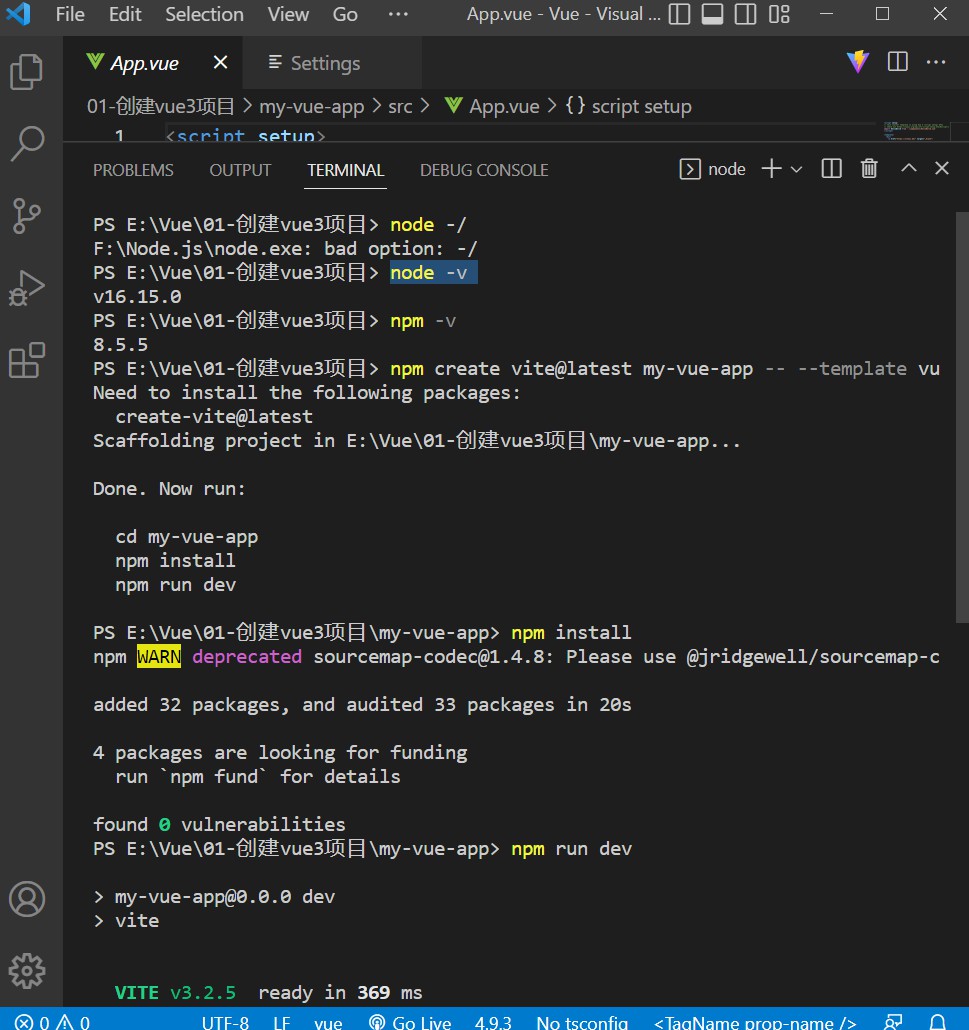 File Edit Selection View Go ··· App.vue - Vue - Visual ...
App.vue Settings
01-创建vue3项目 > my-vue-app > src > App.vue > {} script setup
1 <script setup>
PROBLEMS OUTPUT TERMINAL DEBUG CONSOLE node
PS E:\Vue\01-创建vue3项目> node -/
F:\Node.js\node.exe: bad option: -/
PS E:\Vue\01-创建vue3项目> node -v
v16.15.0
PS E:\Vue\01-创建vue3项目> npm -v
8.5.5
PS E:\Vue\01-创建vue3项目> npm create vite@latest my-vue-app -- --template vu
Need to install the following packages:
  create-vite@latest
Scaffolding project in E:\Vue\01-创建vue3项目\my-vue-app...
Done. Now run:
  cd my-vue-app
  npm install
  npm run dev
PS E:\Vue\01-创建vue3项目\my-vue-app> npm install
npm WARN deprecated sourcemap-codec@1.4.8: Please use @jridgewell/sourcemap-c
added 32 packages, and audited 33 packages in 20s
4 packages are looking for funding
  run `npm fund` for details
found 0 vulnerabilities
PS E:\Vue\01-创建vue3项目\my-vue-app> npm run dev
> my-vue-app@0.0.0 dev
> vite
  VITE v3.2.5  ready in 369 ms
0 0 UTF-8 LF vue Go Live 4.9.3 No tsconfig <TagName prop-name />